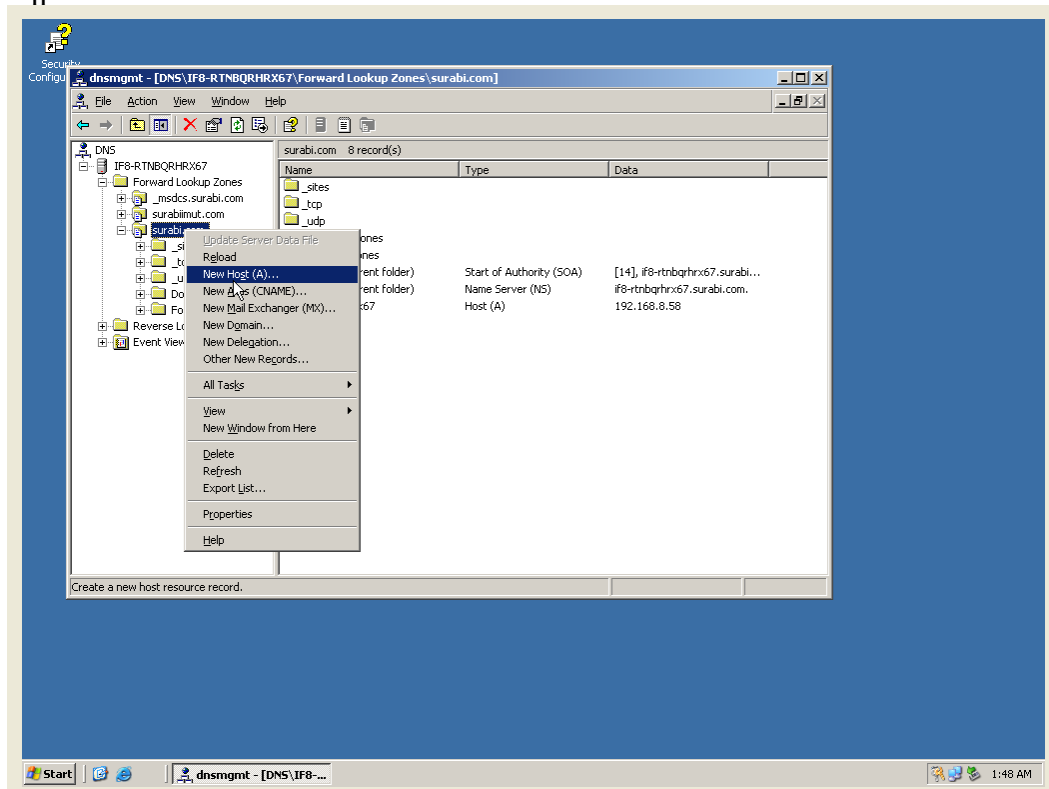 Security
Configu
dnsmgmt - [DNS\IF8-RTNBQRHRX67\Forward Lookup Zones\surabi.com]
File Action View Window Help
DNS
IF8-RTNBQRHRX67
Forward Lookup Zones
_msdcs.surabi.com
surabiimut.com
surabi.com
_si
_t
_u
Do
Fo
Reverse Lo
Event View
surabi.com 8 record(s)
Name Type Data
_sites
_tcp
_udp
ones
nes
rent folder) Start of Authority (SOA) [14], if8-rtnbqrhrx67.surabi...
rent folder) Name Server (NS) if8-rtnbqrhrx67.surabi.com.
x67 Host (A) 192.168.8.58
Update Server Data File
Reload
New Host (A)...
New Alias (CNAME)...
New Mail Exchanger (MX)...
New Domain...
New Delegation...
Other New Records...
All Tasks
View
New Window from Here
Delete
Refresh
Export List...
Properties
Help
Create a new host resource record.
Start dnsmgmt - [DNS\IF8-... 1:48 AM